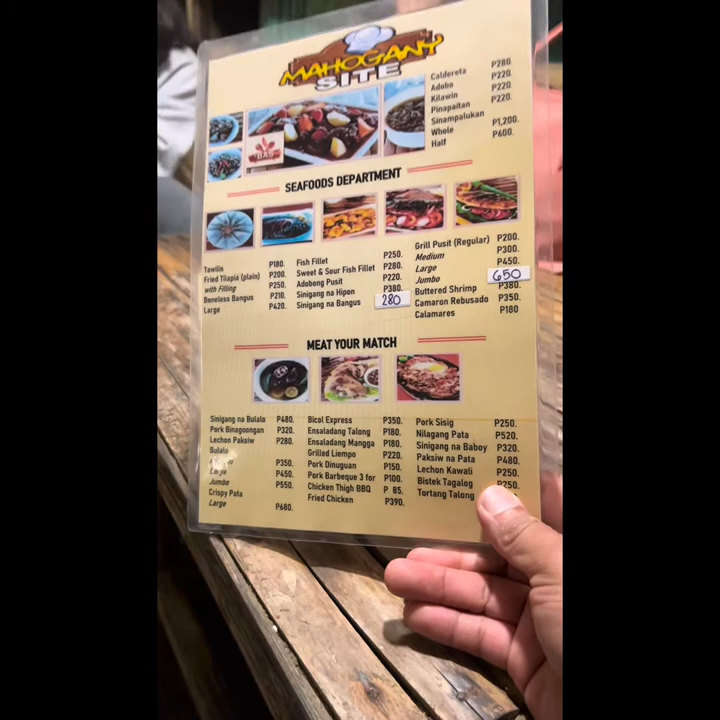 MAHOGANY
SITE
BAS
Caldereta P280.
Adobo P220.
Kilawin P220.
Pinapaitan P220.
Sinampalukan
Whole P1,200.
Half P600.
SEAFOODS DEPARTMENT
Tawilis P180.
Fried Tilapia (plain) P200.
with Filling P250.
Boneless Bangus P210.
Large P420.
Fish Fillet P250.
Sweet & Sour Fish Fillet P280.
Adobong Pusit P220.
Sinigang na Hipon P380.
Sinigang na Bangus 280
Grill Pusit (Regular) P200.
Medium P300.
Large P450.
Jumbo 650
Buttered Shrimp P380.
Camaron Rebusado P350.
Calamares P180
MEAT YOUR MATCH
Sinigang na Bulalo P480.
Pork Binagoongan P320.
Lechon Paksiw P280.
Bulalo
P350.
Large P450.
Jumbo P550.
Crispy Pata
Large P680.
Bicol Express P350.
Ensaladang Talong P180.
Ensaladang Mangga P180.
Grilled Liempo P220.
Pork Dinuguan P150.
Pork Barbeque 3 for P100.
Chicken Thigh BBQ P 85.
Fried Chicken P390.
Pork Sisig P250.
Nilagang Pata P520.
Sinigang na Baboy P320.
Paksiw na Pata P480.
Lechon Kawali P250.
Bistek Tagalog P250.
Tortang Talong